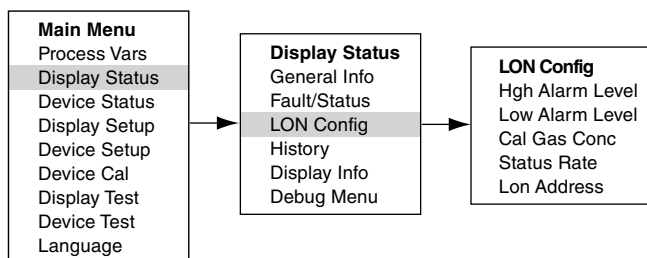 Main Menu
Process Vars
Display Status
Device Status
Display Setup
Device Setup
Device Cal
Display Test
Device Test
Language
Display Status
General Info
Fault/Status
LON Config
History
Display Info
Debug Menu
LON Config
Hgh Alarm Level
Low Alarm Level
Cal Gas Conc
Status Rate
Lon Address